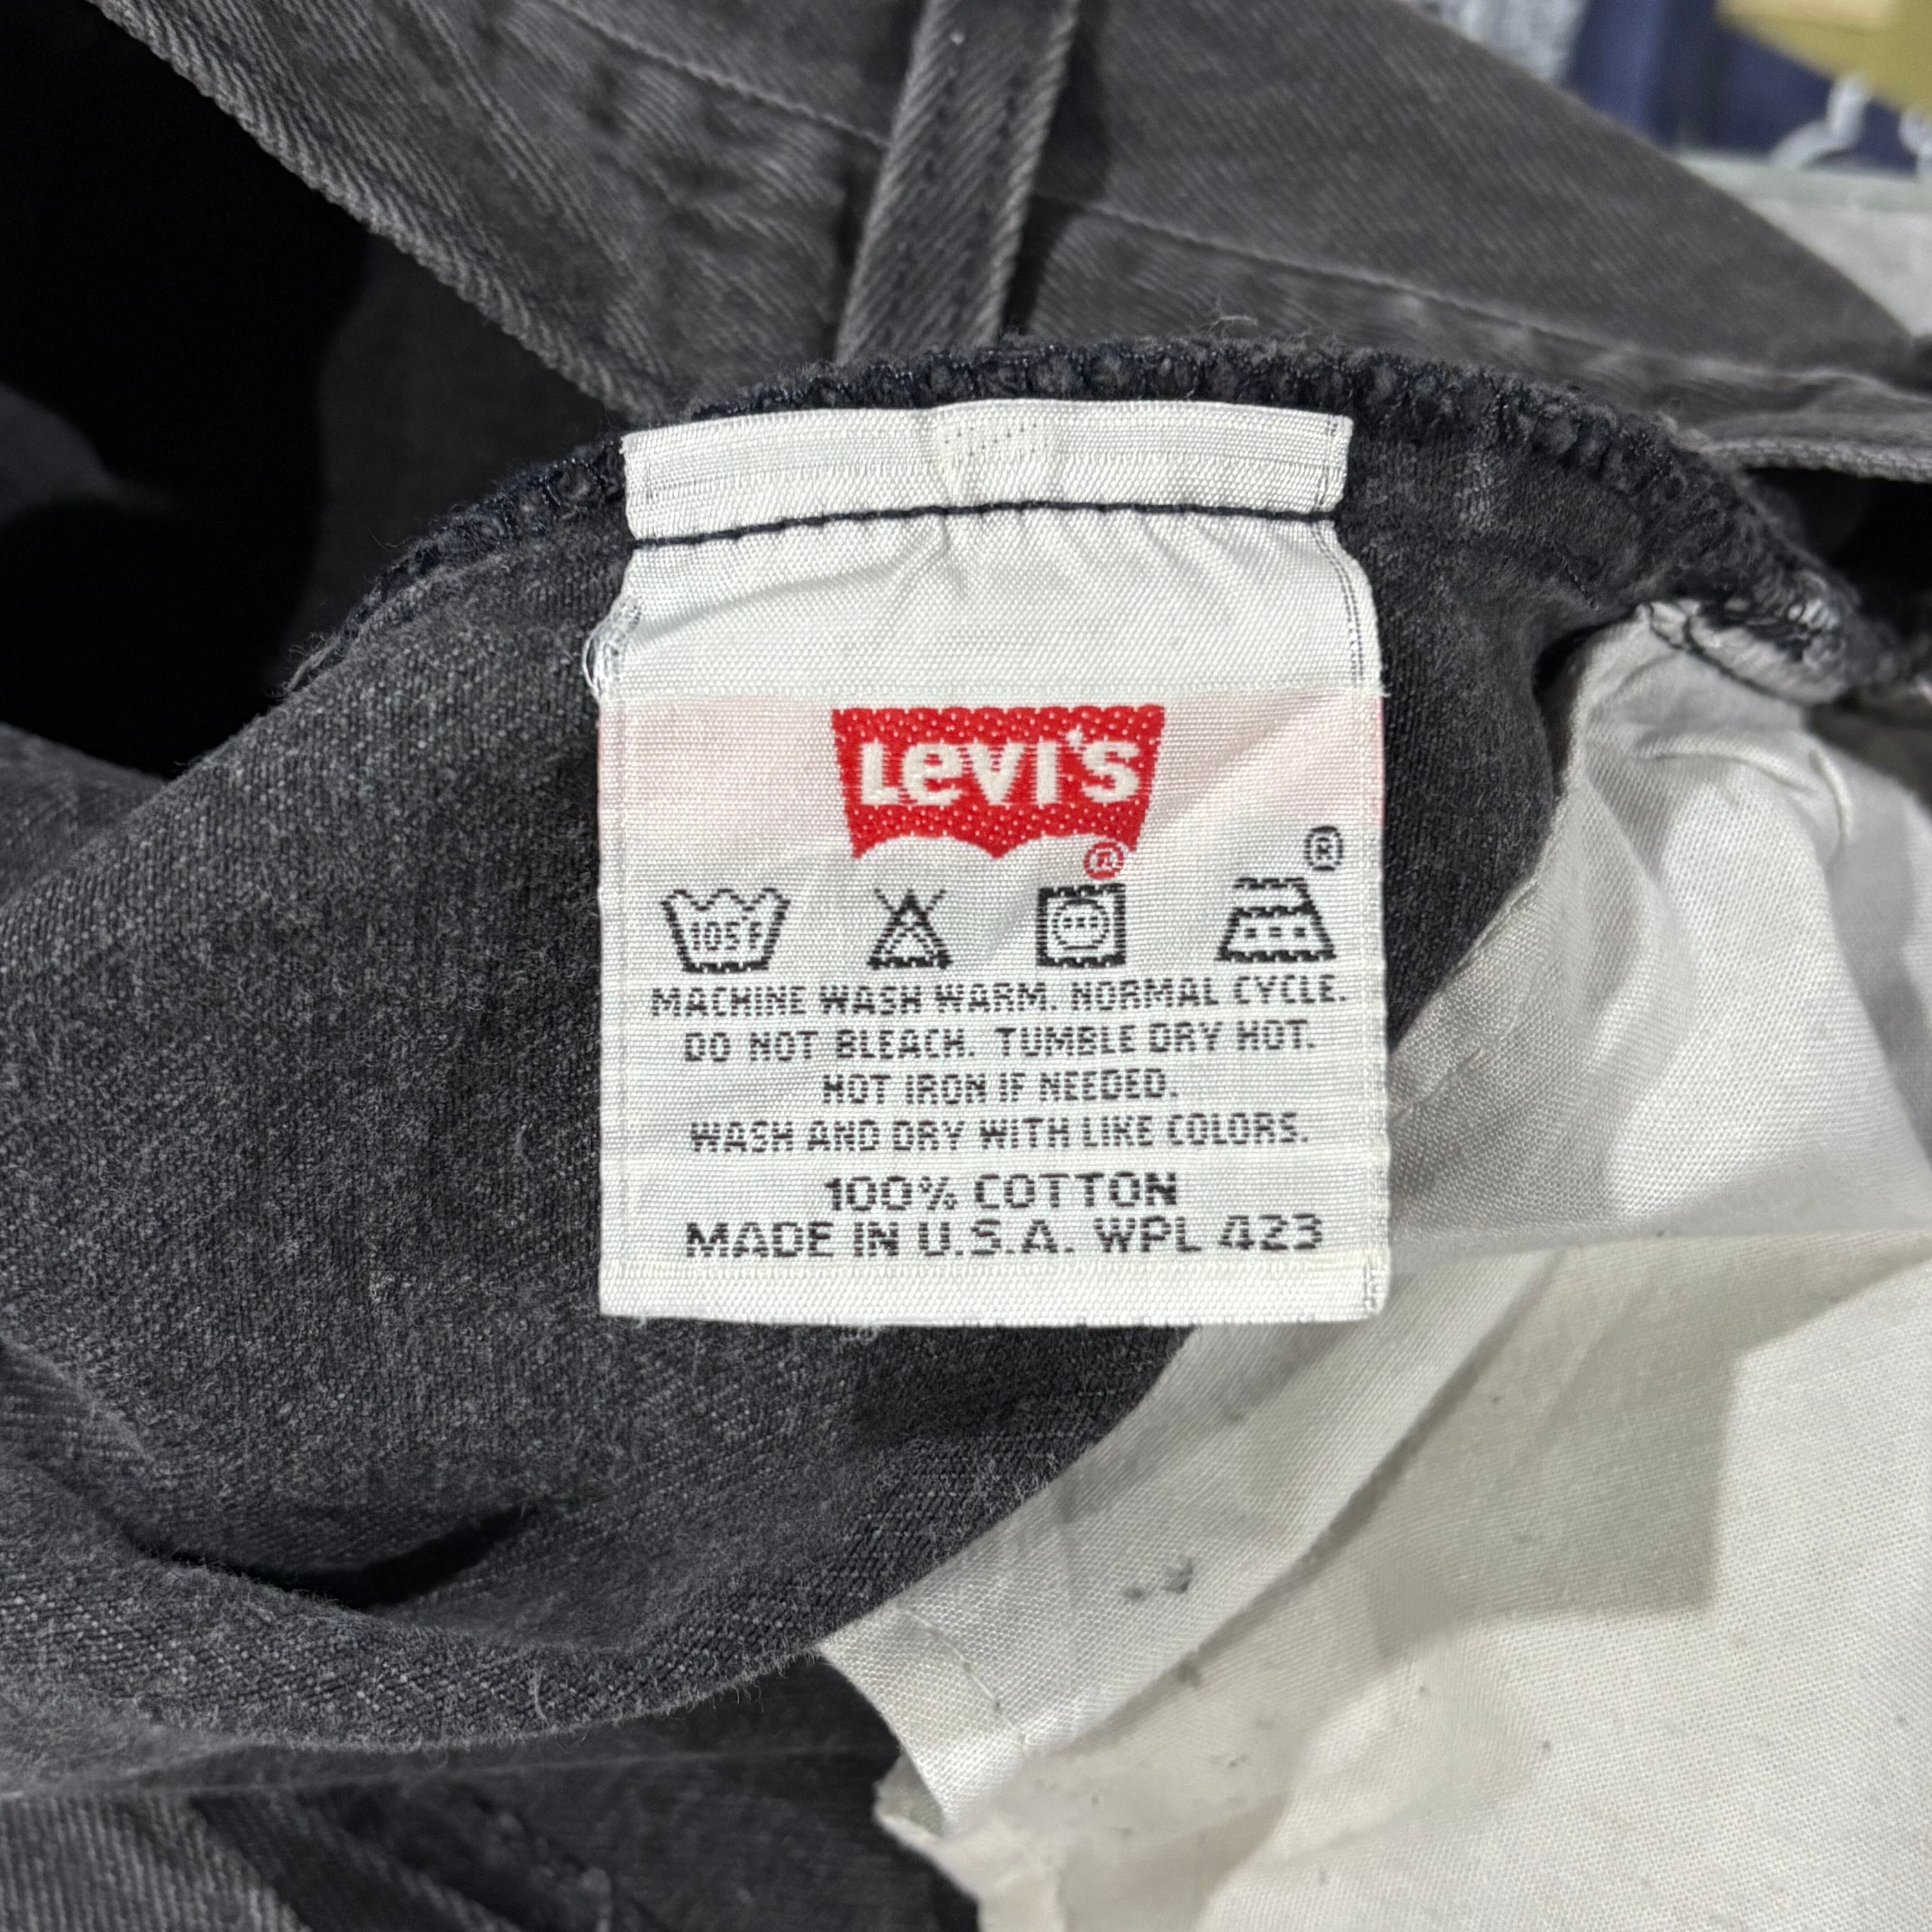 LEVI'S
®
®
105F
MACHINE WASH WARM. NORMAL CYCLE.
DO NOT BLEACH. TUMBLE DRY HOT.
HOT IRON IF NEEDED.
WASH AND DRY WITH LIKE COLORS.
100% COTTON
MADE IN U.S.A. WPL 423